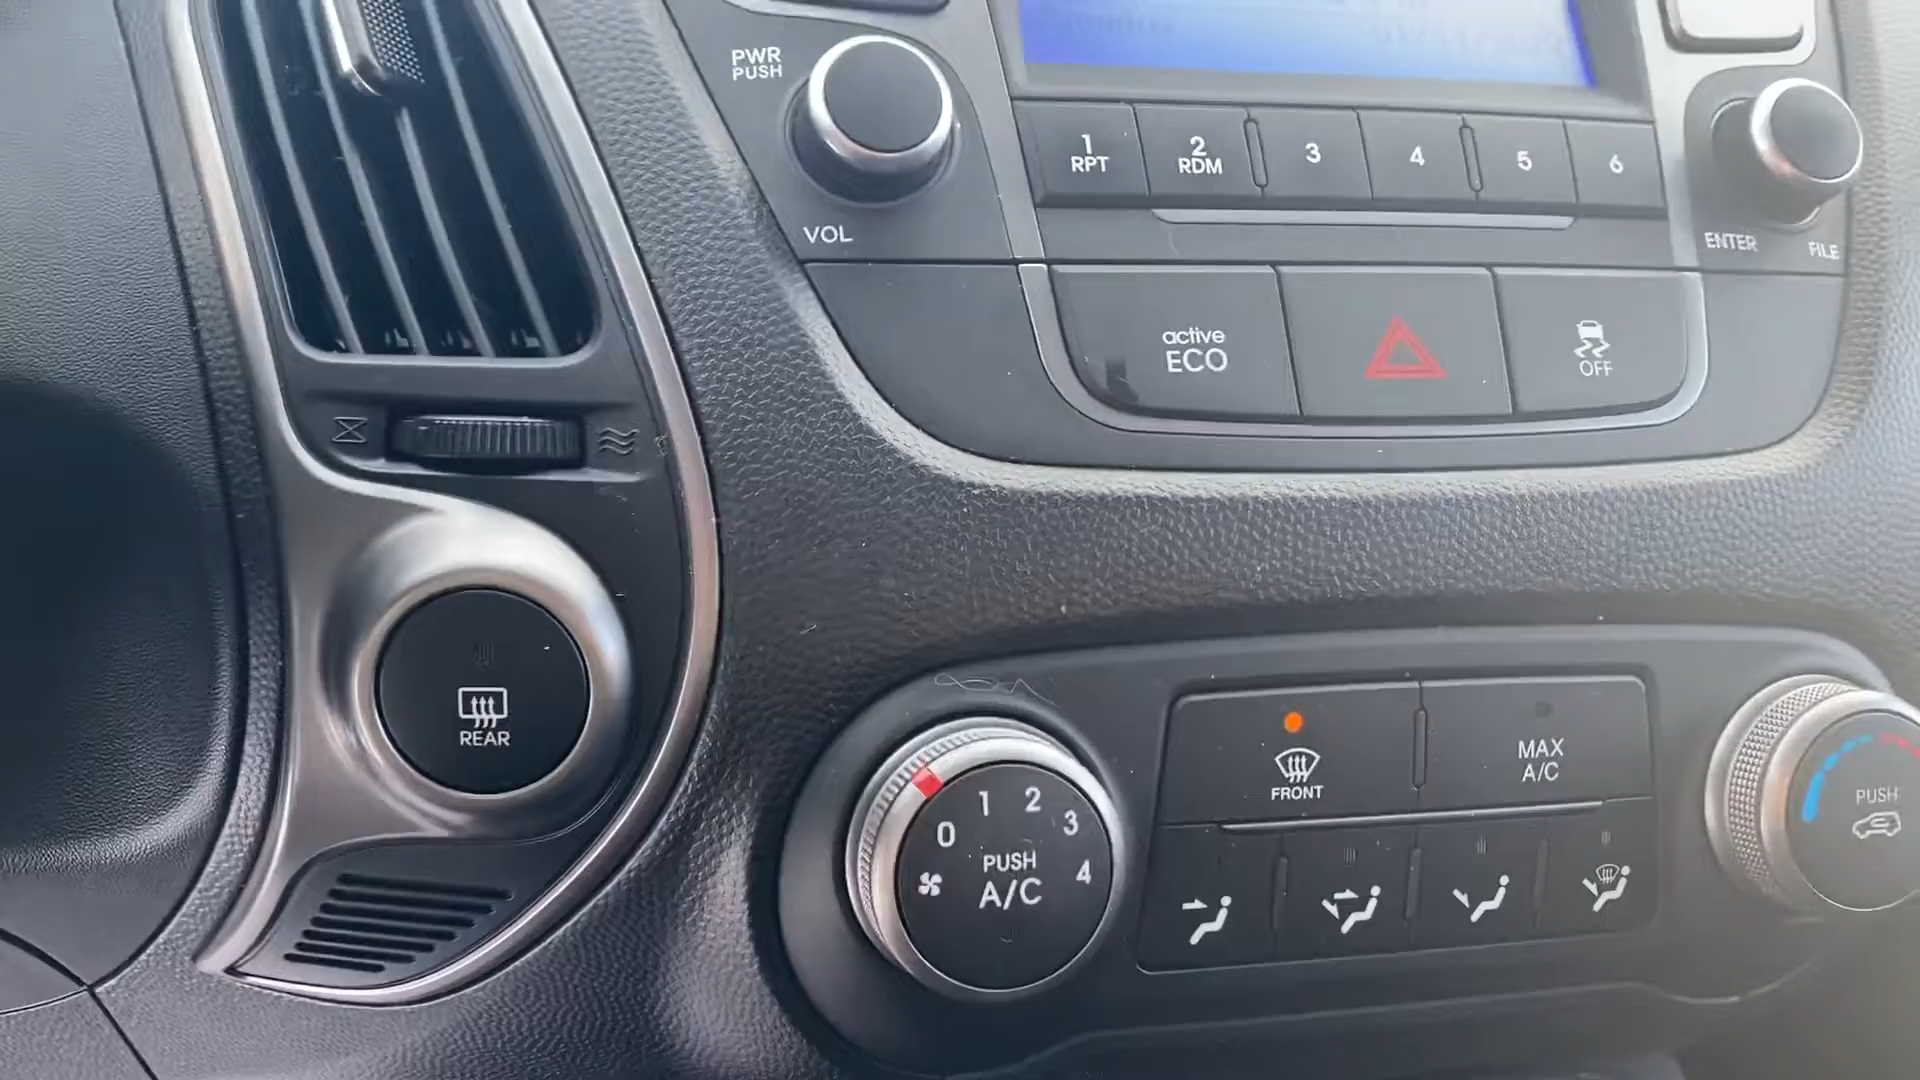 PWR
PUSH
VOL
1
RPT
2
RDM
3
4
5
6
ENTER
FILE
active
ECO
OFF
REAR
0
1
2
3
4
PUSH
A/C
FRONT
MAX
A/C
PUSH